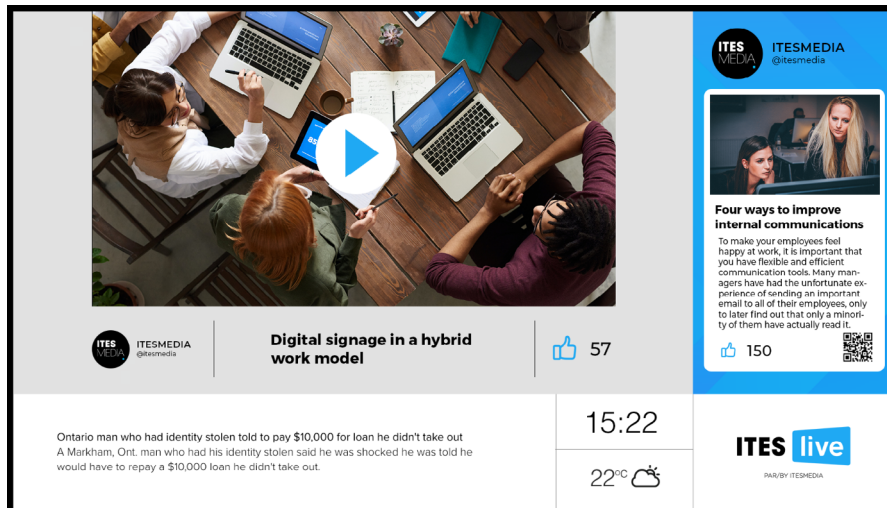 ITES
MEDIA
ITESMEDIA
@itesmedia
Digital signage in a hybrid
work model
57
ITES
MEDIA
ITESMEDIA
@itesmedia
Four ways to improve
internal communications
To make your employees feel
happy at work, it is important that
you have flexible and efficient
communication tools. Many man-
agers have had the unfortunate ex-
perience of sending an important
email to all of their employees, only
to later find out that only a minori-
ty of them have actually read it.
150
Ontario man who had identity stolen told to pay $10,000 for loan he didn't take out
A Markham, Ont. man who had his identity stolen said he was shocked he was told he
would have to repay a $10,000 loan he didn't take out.
15:22
22°C
ITES live
PAR/BY ITESMEDIA